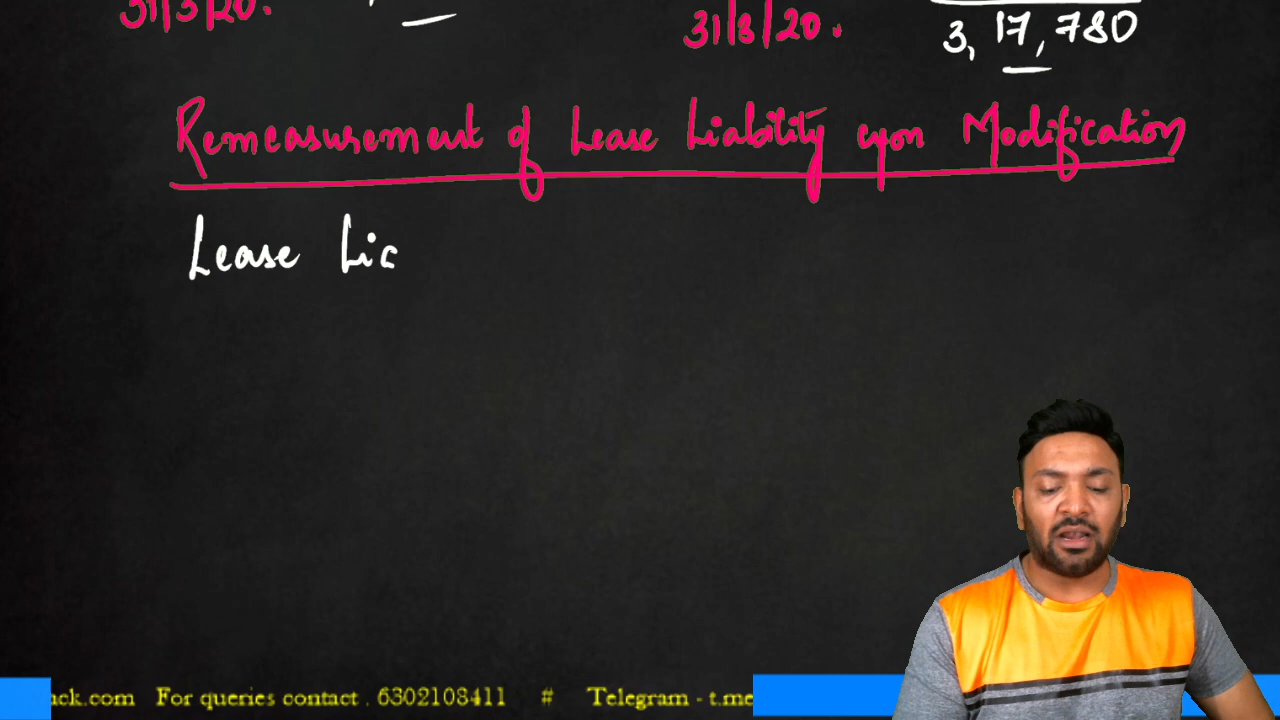 31/3/20.
31/3/20.
3,17,780
Remeasurement of Lease Liability upon Modification
Lease Lia
ack.com For queries contact . 6302108411 # Telegram - t.me